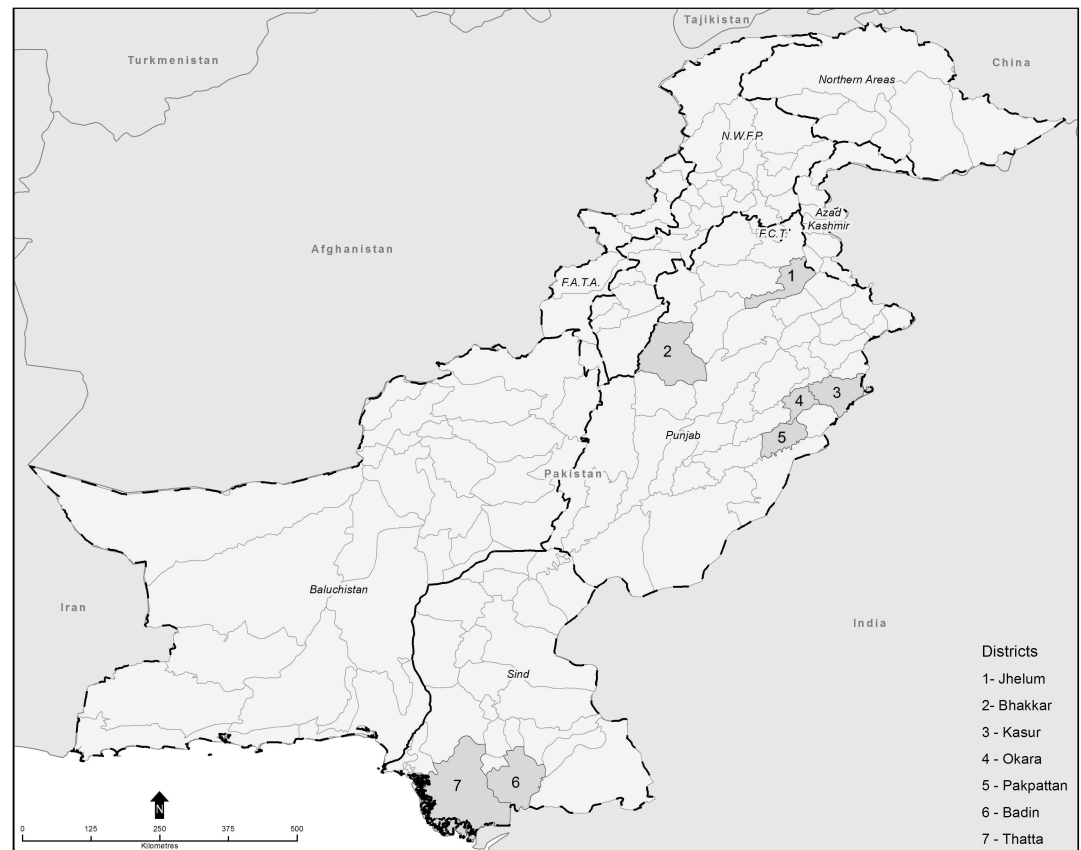 Tajikistan
Turkmenistan
China
Northern Areas
N.W.F.P.
Azad
Kashmir
F.C.T.
Afghanistan
1
F.A.T.A.
2
3
4
Punjab
5
Pakistan
Baluchistan
Iran
India
Sind
Districts
1- Jhelum
2- Bhakkar
3 - Kasur
4 - Okara
5 - Pakpattan
6 - Badin
7 - Thatta
7
6
N
0 125 250 375 500
Kilometres